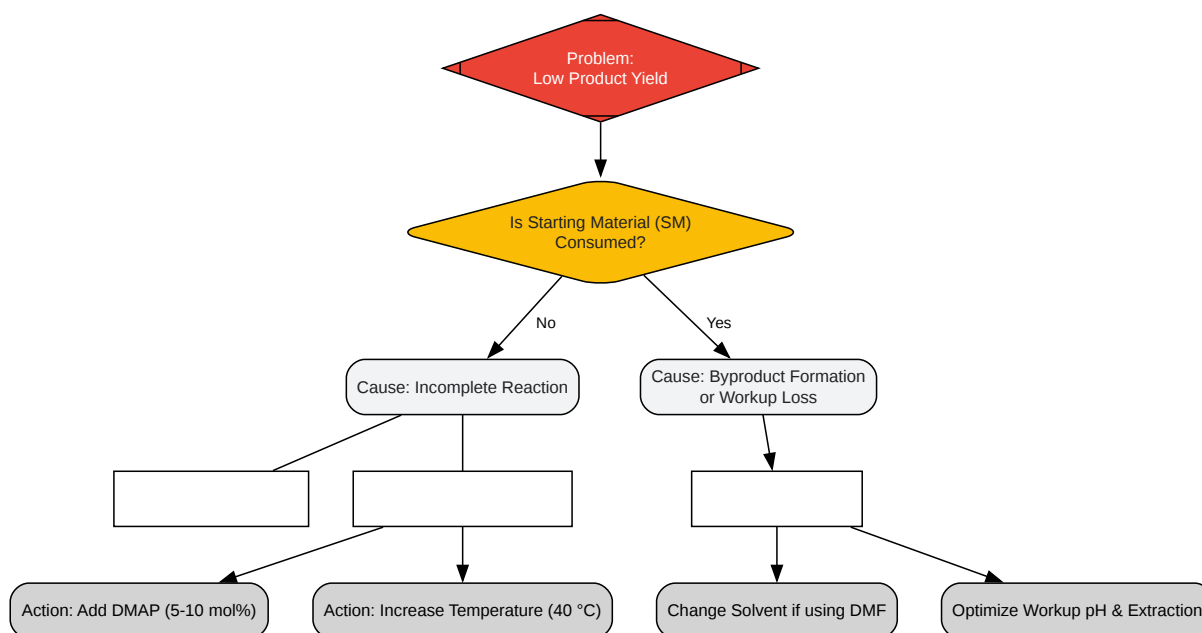 Problem:
Low Product Yield
Is Starting Material (SM)
Consumed?
No
Yes
Cause: Incomplete Reaction
Cause: Byproduct Formation
or Workup Loss
Action: Add DMAP (5-10 mol%)
Action: Increase Temperature (40 °C)
Change Solvent if using DMF
Optimize Workup pH & Extraction